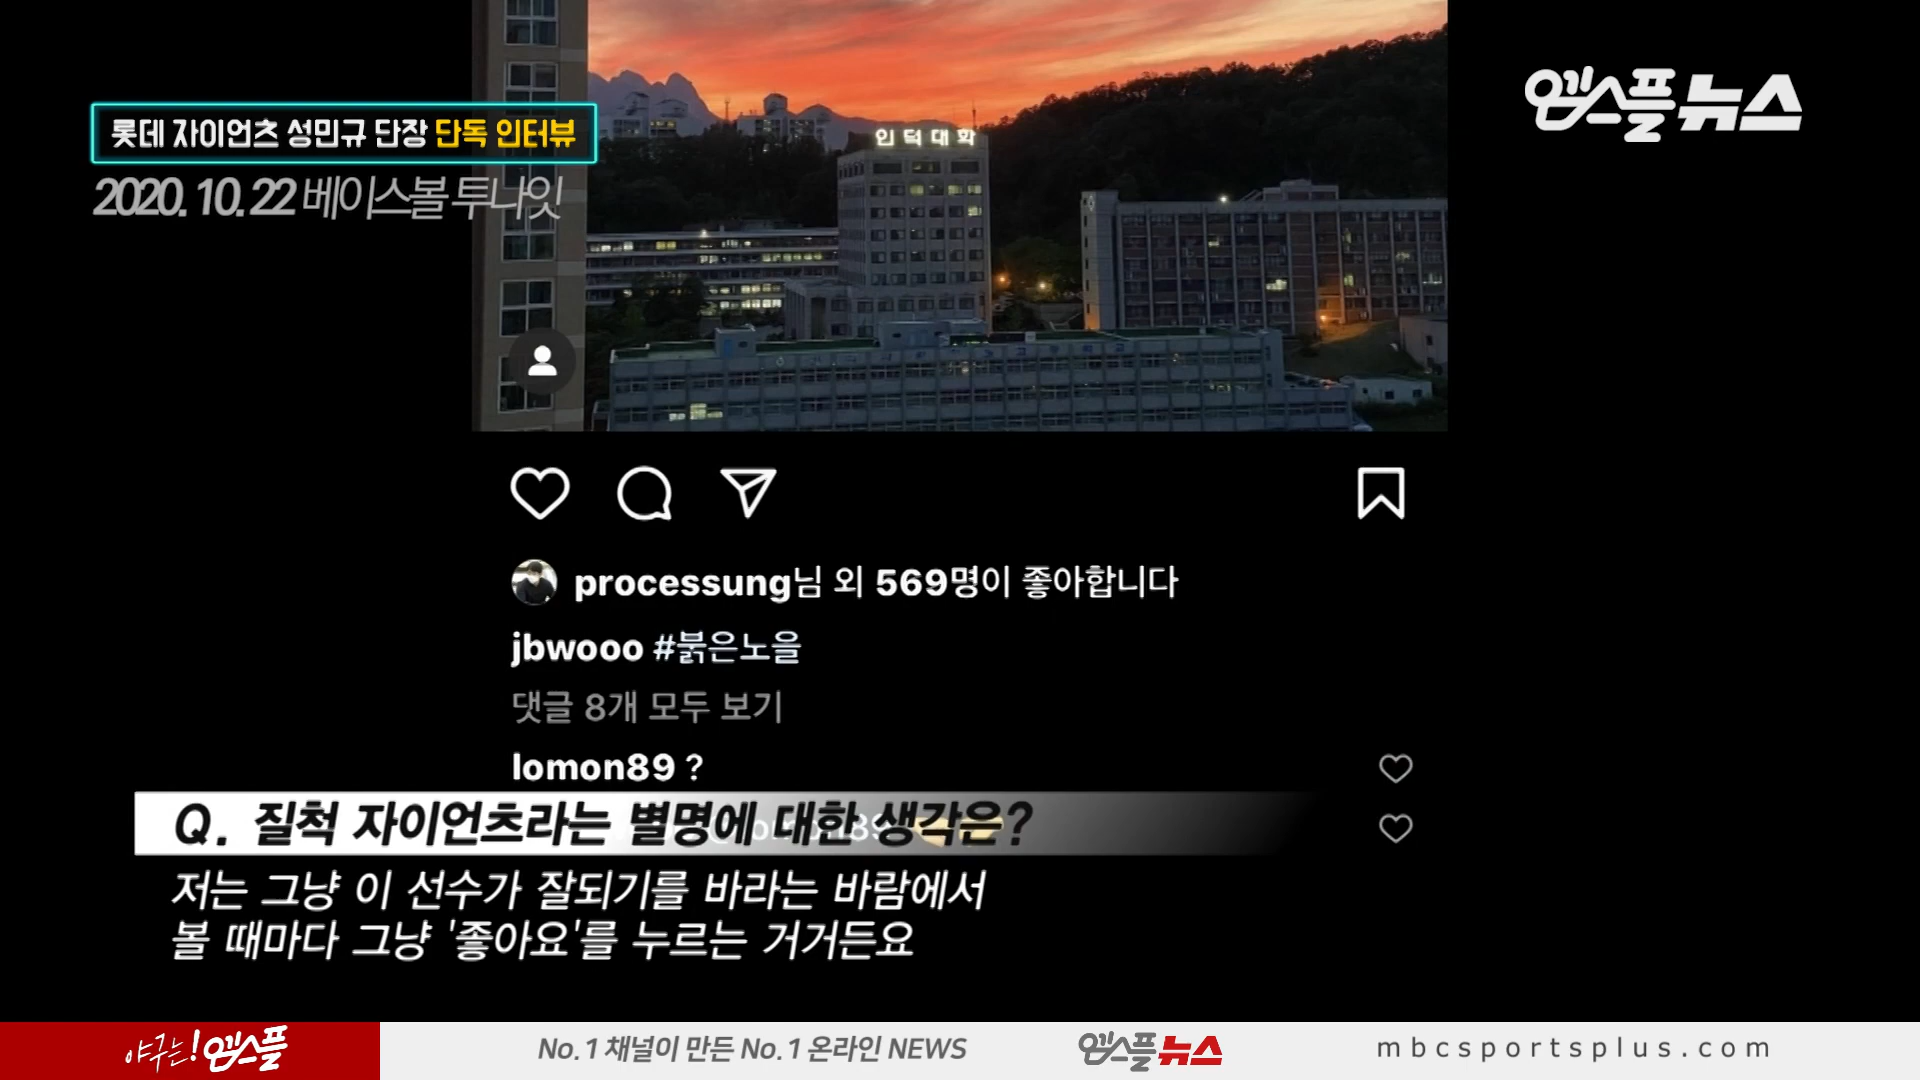 엠스플뉴스
롯데 자이언츠 성민규 단장 단독 인터뷰
2020. 10. 22 베이스볼 투나잇
인덕대학
processung님 외 569명이 좋아합니다
jbwooo #붉은노을
댓글 8개 모두 보기
lomon89 ?
Q. 질척 자이언츠라는 별명에 대한 생각은?
저는 그냥 이 선수가 잘되기를 바라는 바람에서
볼 때마다 그냥 '좋아요'를 누르는 거거든요
야구는! 엠스플
No.1 채널이 만든 No.1 온라인 NEWS
엠스플뉴스
mbcsportsplus.com